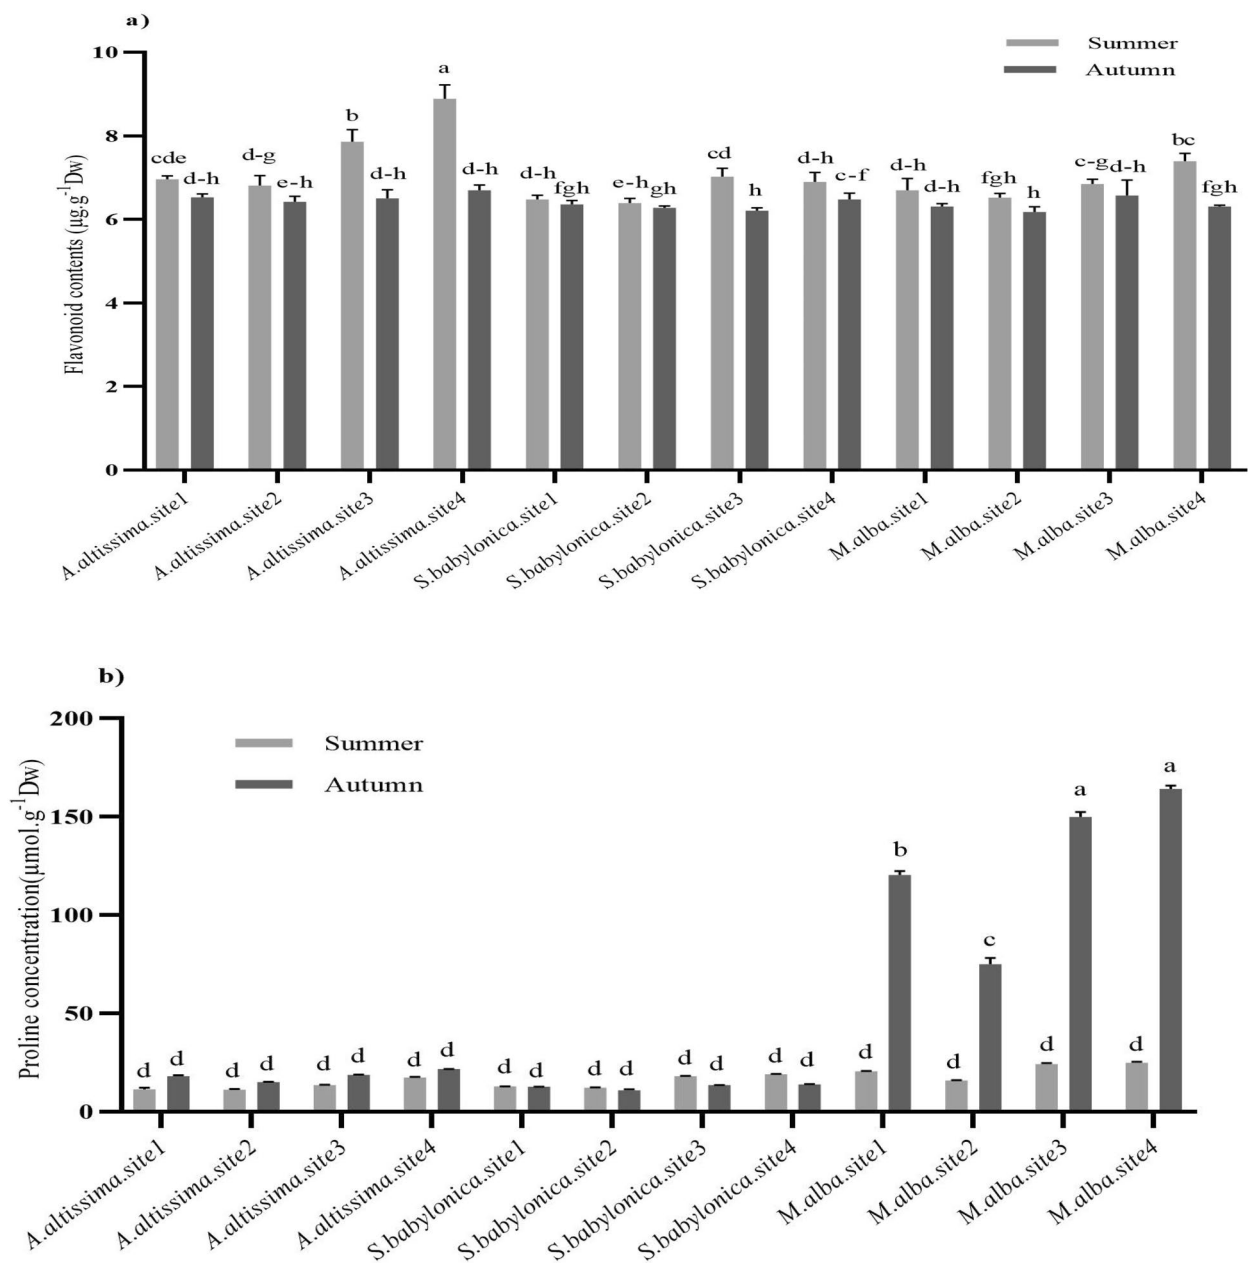 a)
Summer
Autumn
Flavonoid contents (µg.g⁻¹Dw)
10
8
6
4
2
0
cde d-h d-g e-h b d-h a d-h d-h fgh e-h gh cd h d-h c-f d-h d-h fgh h c-g d-h bc fgh
A.altissima.site1 A.altissima.site2 A.altissima.site3 A.altissima.site4 S.babylonica.site1 S.babylonica.site2 S.babylonica.site3 S.babylonica.site4 M.alba.site1 M.alba.site2 M.alba.site3 M.alba.site4
b)
Summer
Autumn
Proline concentration(µmol.g⁻¹Dw)
200
150
100
50
0
d d d d d d d d d d d d d d d d d b d c d a d a
A.altissima.site1 A.altissima.site2 A.altissima.site3 A.altissima.site4 S.babylonica.site1 S.babylonica.site2 S.babylonica.site3 S.babylonica.site4 M.alba.site1 M.alba.site2 M.alba.site3 M.alba.site4